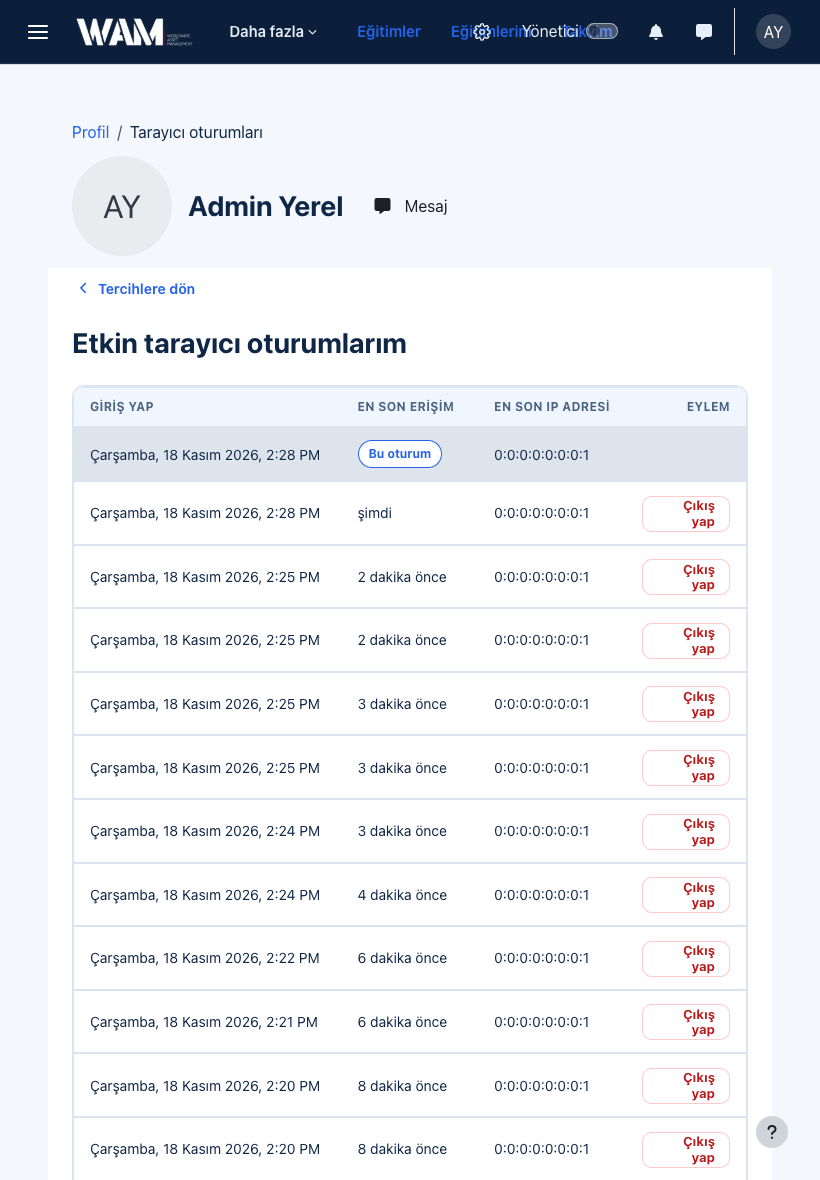 WAM WORLDWIDE ASSET MANAGEMENT
Daha fazla
Eğitimler
Eğitimlerim
Yönetici
AY
Profil / Tarayıcı oturumları
AY
Admin Yerel
Mesaj
Tercihlere dön
Etkin tarayıcı oturumlarım
GİRİŞ YAP EN SON ERİŞİM EN SON IP ADRESİ EYLEM
Çarşamba, 18 Kasım 2026, 2:28 PM Bu oturum 0:0:0:0:0:0:0:1
Çarşamba, 18 Kasım 2026, 2:28 PM şimdi 0:0:0:0:0:0:0:1 Çıkış
yap
Çarşamba, 18 Kasım 2026, 2:25 PM 2 dakika önce 0:0:0:0:0:0:0:1 Çıkış
yap
Çarşamba, 18 Kasım 2026, 2:25 PM 2 dakika önce 0:0:0:0:0:0:0:1 Çıkış
yap
Çarşamba, 18 Kasım 2026, 2:25 PM 3 dakika önce 0:0:0:0:0:0:0:1 Çıkış
yap
Çarşamba, 18 Kasım 2026, 2:25 PM 3 dakika önce 0:0:0:0:0:0:0:1 Çıkış
yap
Çarşamba, 18 Kasım 2026, 2:24 PM 3 dakika önce 0:0:0:0:0:0:0:1 Çıkış
yap
Çarşamba, 18 Kasım 2026, 2:24 PM 4 dakika önce 0:0:0:0:0:0:0:1 Çıkış
yap
Çarşamba, 18 Kasım 2026, 2:22 PM 6 dakika önce 0:0:0:0:0:0:0:1 Çıkış
yap
Çarşamba, 18 Kasım 2026, 2:21 PM 6 dakika önce 0:0:0:0:0:0:0:1 Çıkış
yap
Çarşamba, 18 Kasım 2026, 2:20 PM 8 dakika önce 0:0:0:0:0:0:0:1 Çıkış
yap
Çarşamba, 18 Kasım 2026, 2:20 PM 8 dakika önce 0:0:0:0:0:0:0:1 Çıkış
yap
?